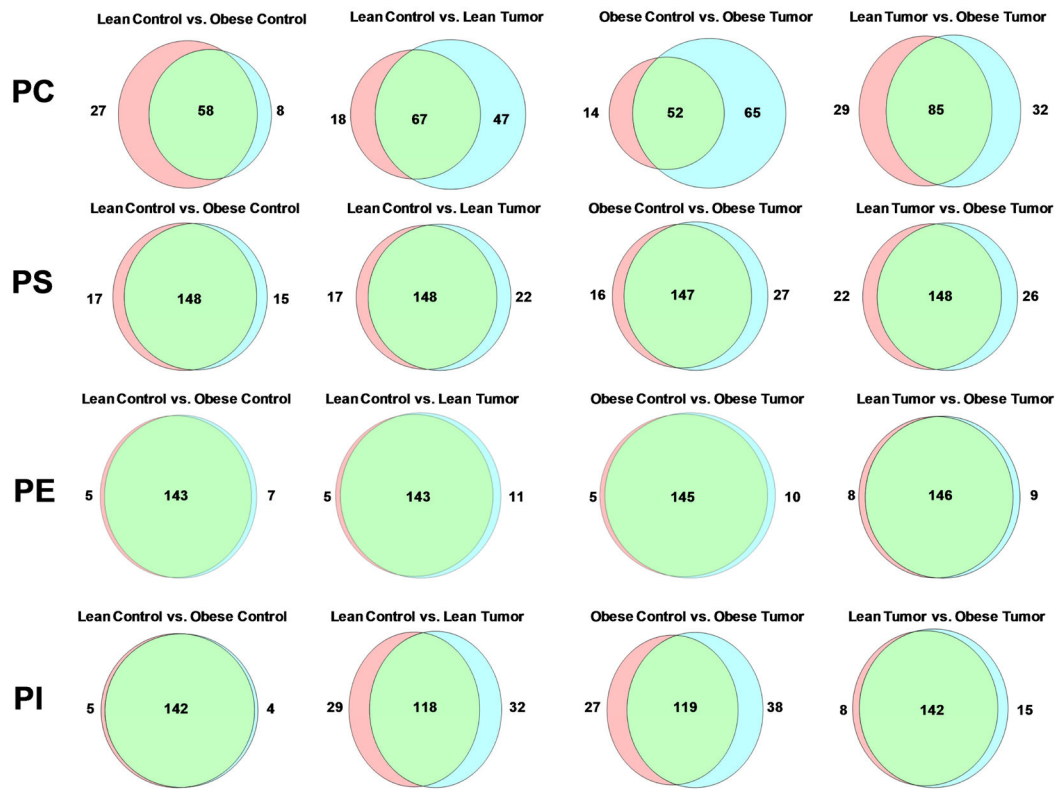 Lean Control vs. Obese Control
Lean Control vs. Lean Tumor
Obese Control vs. Obese Tumor
Lean Tumor vs. Obese Tumor
PC
27 58 8
18 67 47
14 52 65
29 85 32
Lean Control vs. Obese Control
Lean Control vs. Lean Tumor
Obese Control vs. Obese Tumor
Lean Tumor vs. Obese Tumor
PS
17 148 15
17 148 22
16 147 27
22 148 26
Lean Control vs. Obese Control
Lean Control vs. Lean Tumor
Obese Control vs. Obese Tumor
Lean Tumor vs. Obese Tumor
PE
5 143 7
5 143 11
5 145 10
8 146 9
Lean Control vs. Obese Control
Lean Control vs. Lean Tumor
Obese Control vs. Obese Tumor
Lean Tumor vs. Obese Tumor
PI
5 142 4
29 118 32
27 119 38
8 142 15